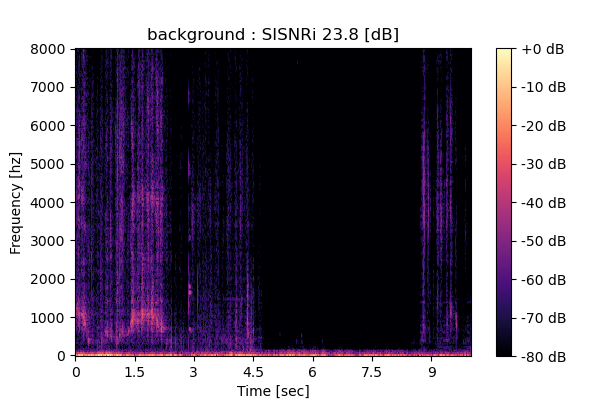 background : SISNRi 23.8 [dB]
8000
7000
6000
5000
4000
3000
2000
1000
0
Frequency [hz]
0 1.5 3 4.5 6 7.5 9
Time [sec]
+0 dB
-10 dB
-20 dB
-30 dB
-40 dB
-50 dB
-60 dB
-70 dB
-80 dB